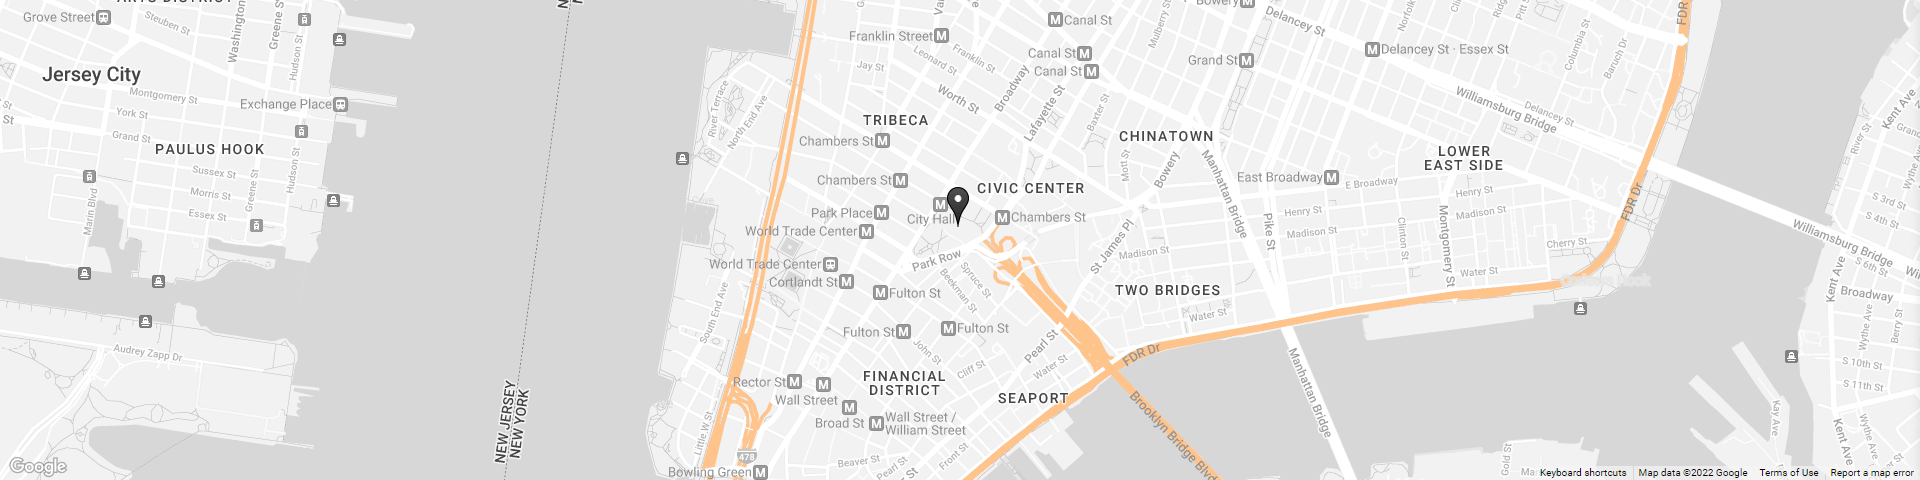 ARTS DISTRICT
Grove Street
Steuben St
Washington St
Greene St
Hudson St
Jersey City
Montgomery St
Exchange Place
York St
Grand St
St
PAULUS HOOK
Sussex St
Morris St
Essex St
Greene St
Hudson St
Marin Blvd
Audrey Zapp Dr
NEW JERSEY
NEW YORK
River Terrace
North End Ave
South End Ave
Little W St
Franklin Street
Leonard St
Franklin St
Jay St
Worth St
Broadway
Canal St
Canal St
Canal St
Lafayette St
Baxter St
Mulberry St
Bowery
Grand St
Delancey St
Norfolk
Ridge
Pitt St
Columbia St
Baruch Dr
FDR
Delancey St · Essex St
Delancey St
Williamsburg Bridge
TRIBECA
Chambers St
Chambers St
CHINATOWN
Mott St
Bowery
Manhattan Bridge
LOWER
EAST SIDE
East Broadway
E Broadway
Henry St
Henry St
Madison St
Madison St
Madison St
Pike St
Clinton St
Montgomery St
Cherry St
Water St
FDR Dr
CIVIC CENTER
Chambers St
Park Place
City Hall
World Trade Center
World Trade Center
Cortlandt St
Park Row
Spruce St
Beekman St
St James Pl
TWO BRIDGES
Water St
Fulton St
Fulton St
Fulton St
John St
Cliff St
Pearl St
Water St
FDR Dr
Brooklyn Bridge Blvd
Manhattan Bridge
FINANCIAL
DISTRICT
SEAPORT
Rector St
Wall Street
Broad St
Wall Street /
William Street
Beaver St
Pearl St
Front St
Bowling Green
478
Kent Ave
River St
Wythe Ave
S 3rd St
S 4th St
Williamsburg Bridge
S 6th St
Kent Ave
Broadway
Wythe Ave
Berry St
S 10th St
S 11th St
Kay Ave
Kent Ave
Wythe Ave
Gold St
Google
Keyboard shortcuts
Map data ©2022 Google
Terms of Use
Report a map error